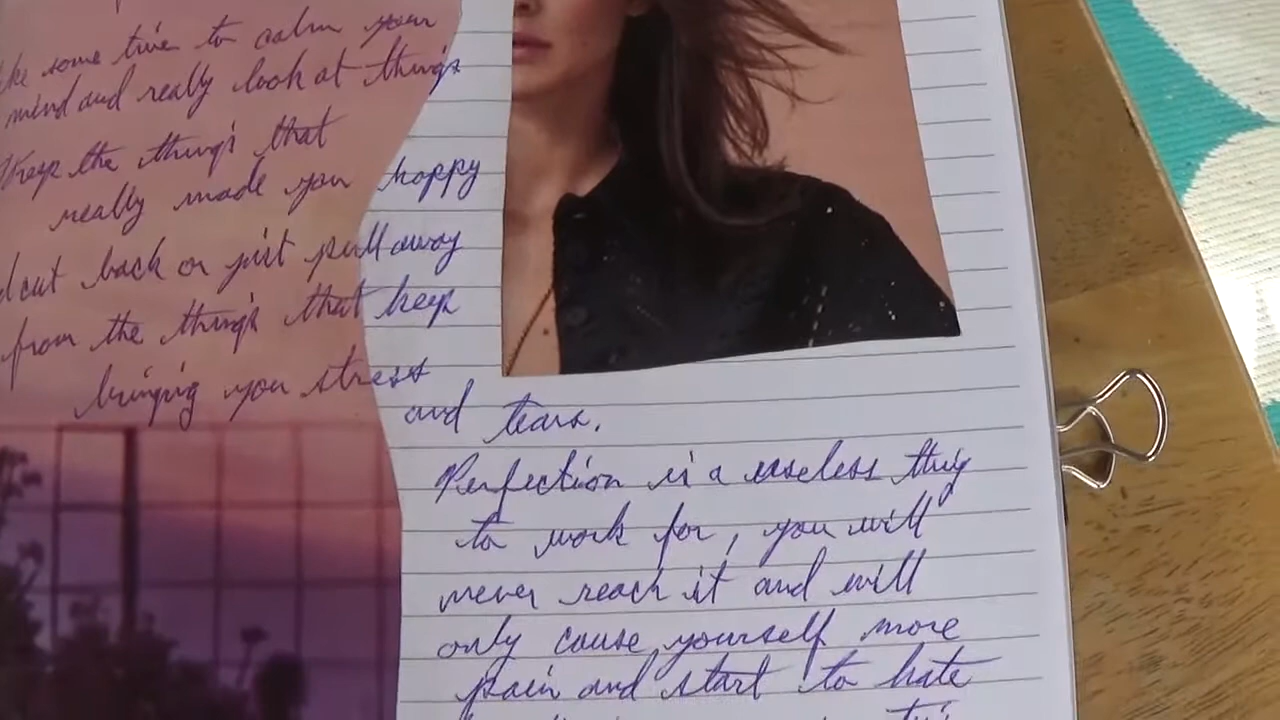 some time to calm your
mind and really look at things
Keep the things that
really made you happy
cut back or just pull away
from the things that keep
bringing you stress
and tears.
Perfection is a useless thing
to work for, you will
never reach it and will
only cause yourself more
pain and start to hate